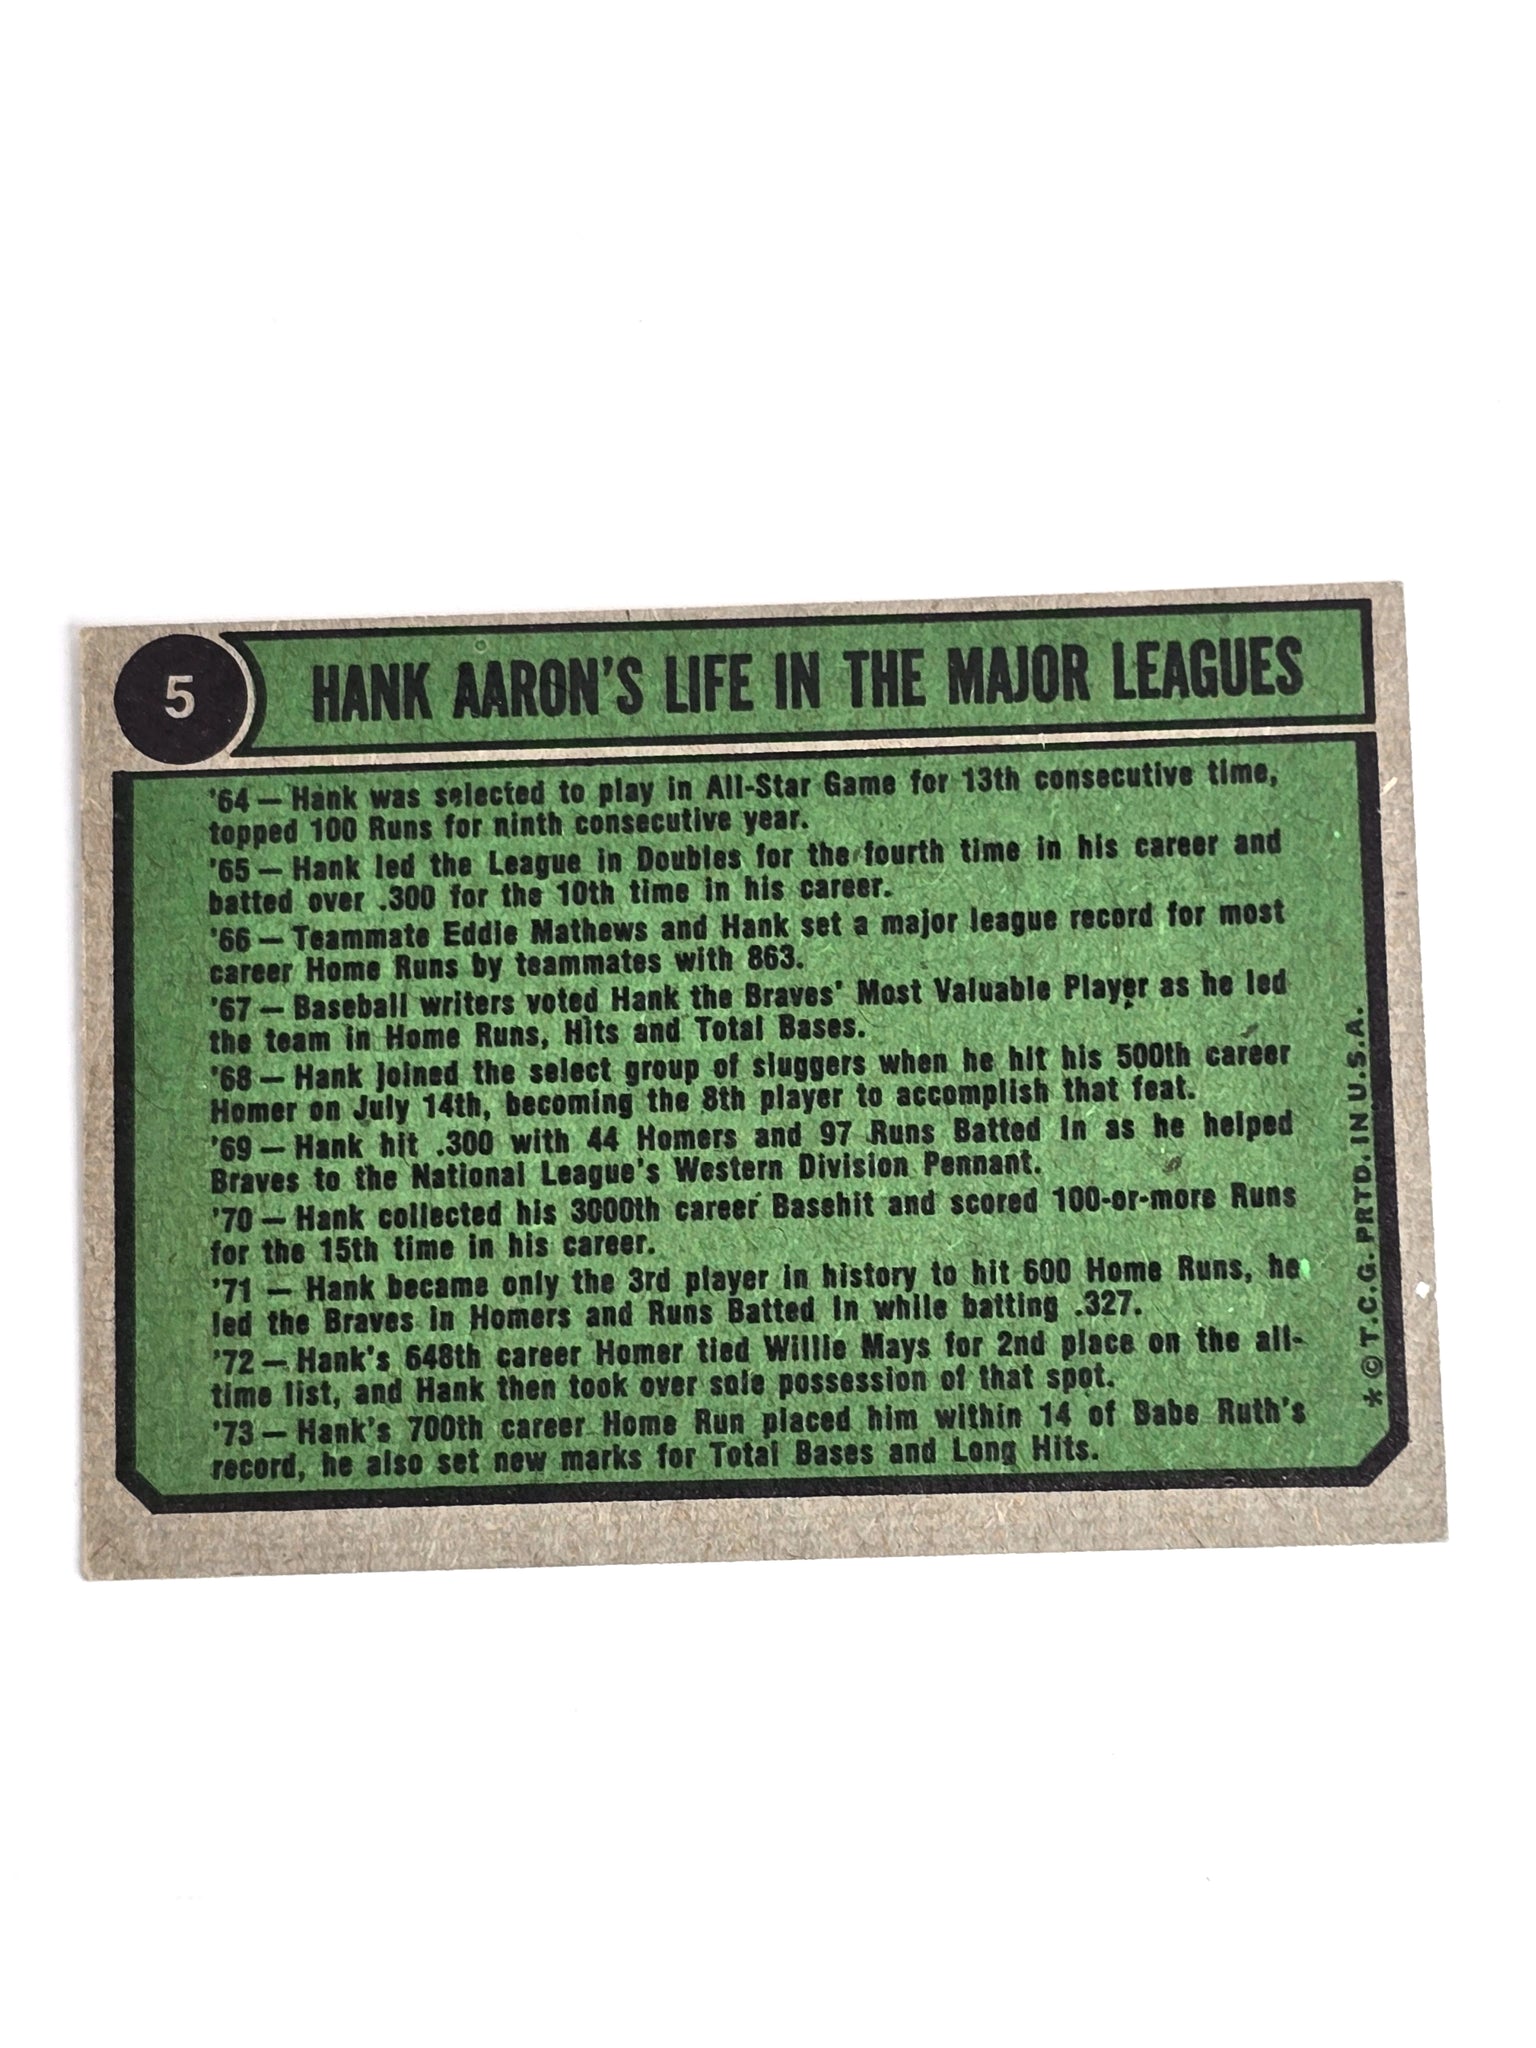 5
HANK AARON'S LIFE IN THE MAJOR LEAGUES
'64 — Hank was selected to play in All-Star Game for 13th consecutive time,
topped 100 Runs for ninth consecutive year.
'65 — Hank led the League in Doubles for the fourth time in his career and
batted over .300 for the 10th time in his career.
'66 — Teammate Eddie Mathews and Hank set a major league record for most
career Home Runs by teammates with 863.
'67 — Baseball writers voted Hank the Braves' Most Valuable Player as he led
the team in Home Runs, Hits and Total Bases.
'68 — Hank joined the select group of sluggers when he hit his 500th career
Homer on July 14th, becoming the 8th player to accomplish that feat.
'69 — Hank hit .300 with 44 Homers and 97 Runs Batted In as he helped
Braves to the National League's Western Division Pennant.
'70 — Hank collected his 3000th career Basehit and scored 100-or-more Runs
for the 15th time in his career.
'71 — Hank became only the 3rd player in history to hit 600 Home Runs, he
led the Braves in Homers and Runs Batted In while batting .327.
'72 — Hank's 648th career Homer tied Willie Mays for 2nd place on the all-
time list, and Hank then took over sole possession of that spot.
'73 — Hank's 700th career Home Run placed him within 14 of Babe Ruth's
record, he also set new marks for Total Bases and Long Hits.
*© T.C.G. PRTD. IN U.S.A.